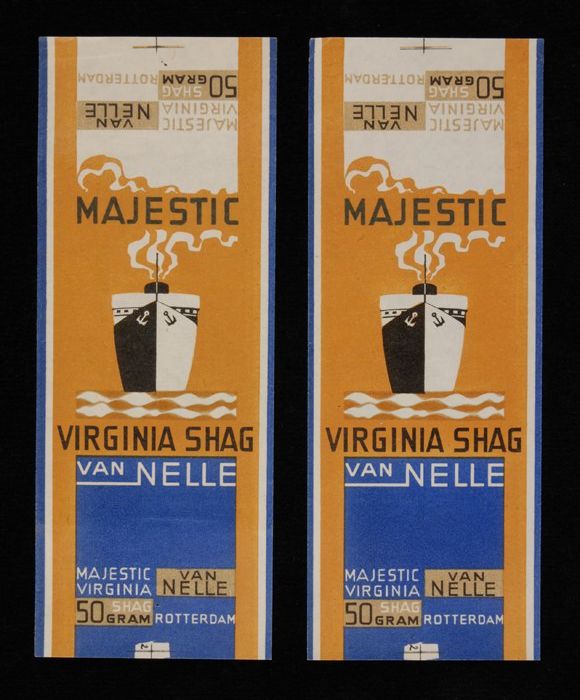 50 GRAM SHAG ROTTERDAM
VAN NELLE MAJESTIC VIRGINIA
MAJESTIC
VIRGINIA SHAG
VAN NELLE
MAJESTIC VIRGINIA VAN NELLE
50 SHAG GRAM ROTTERDAM
2
50 GRAM SHAG ROTTERDAM
VAN NELLE MAJESTIC VIRGINIA
MAJESTIC
VIRGINIA SHAG
VAN NELLE
MAJESTIC VIRGINIA VAN NELLE
50 SHAG GRAM ROTTERDAM
2